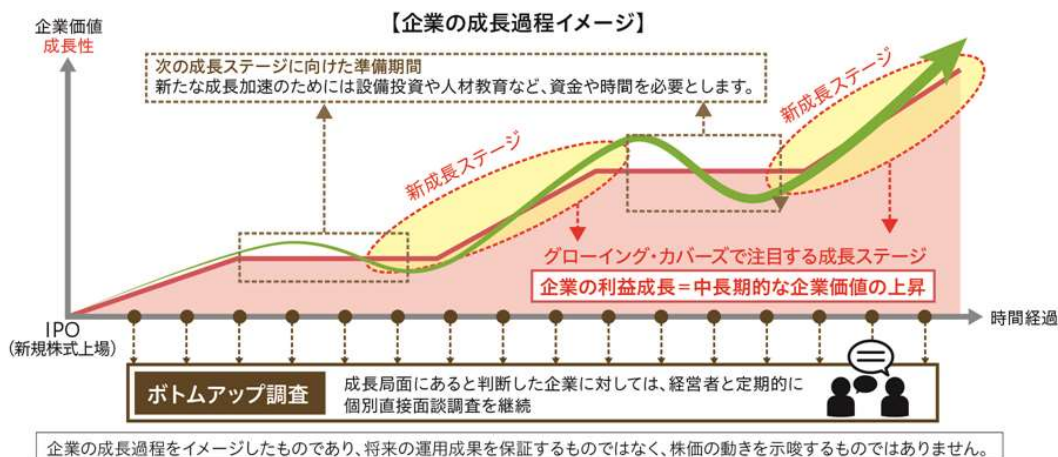 【企業の成長過程イメージ】
企業価値
成長性
次の成長ステージに向けた準備期間
新たな成長加速のためには設備投資や人材教育など、資金や時間を必要とします。
新成長ステージ
新成長ステージ
グローイング・カバーズで注目する成長ステージ
企業の利益成長＝中長期的な企業価値の上昇
IPO
(新規株式上場)
時間経過
ボトムアップ調査
成長局面にあると判断した企業に対しては、経営者と定期的に
個別直接面談調査を継続
企業の成長過程をイメージしたものであり、将来の運用成果を保証するものではなく、株価の動きを示唆するものではありません。